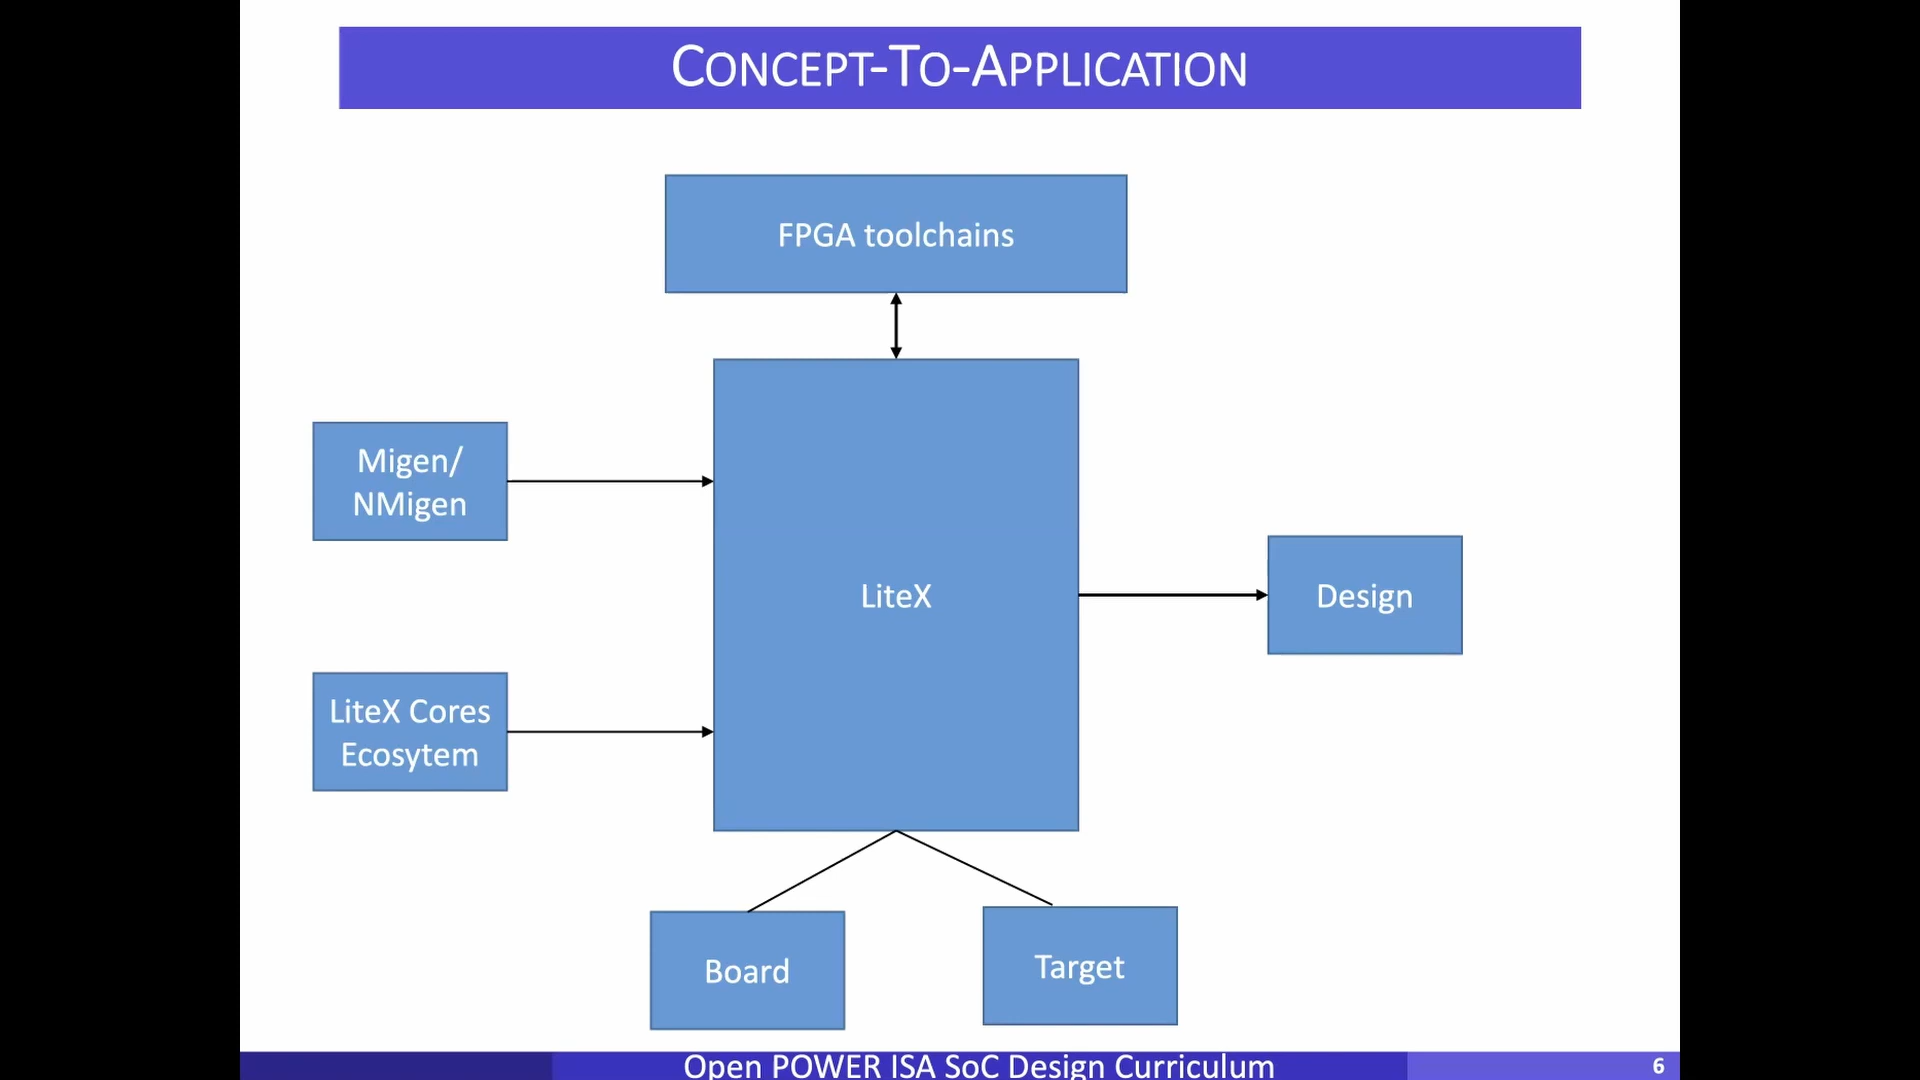 CONCEPT-TO-APPLICATION
FPGA toolchains
Migen/
NMigen
LiteX
Design
LiteX Cores
Ecosytem
Board
Target
Open POWER ISA SoC Design Curriculum
6